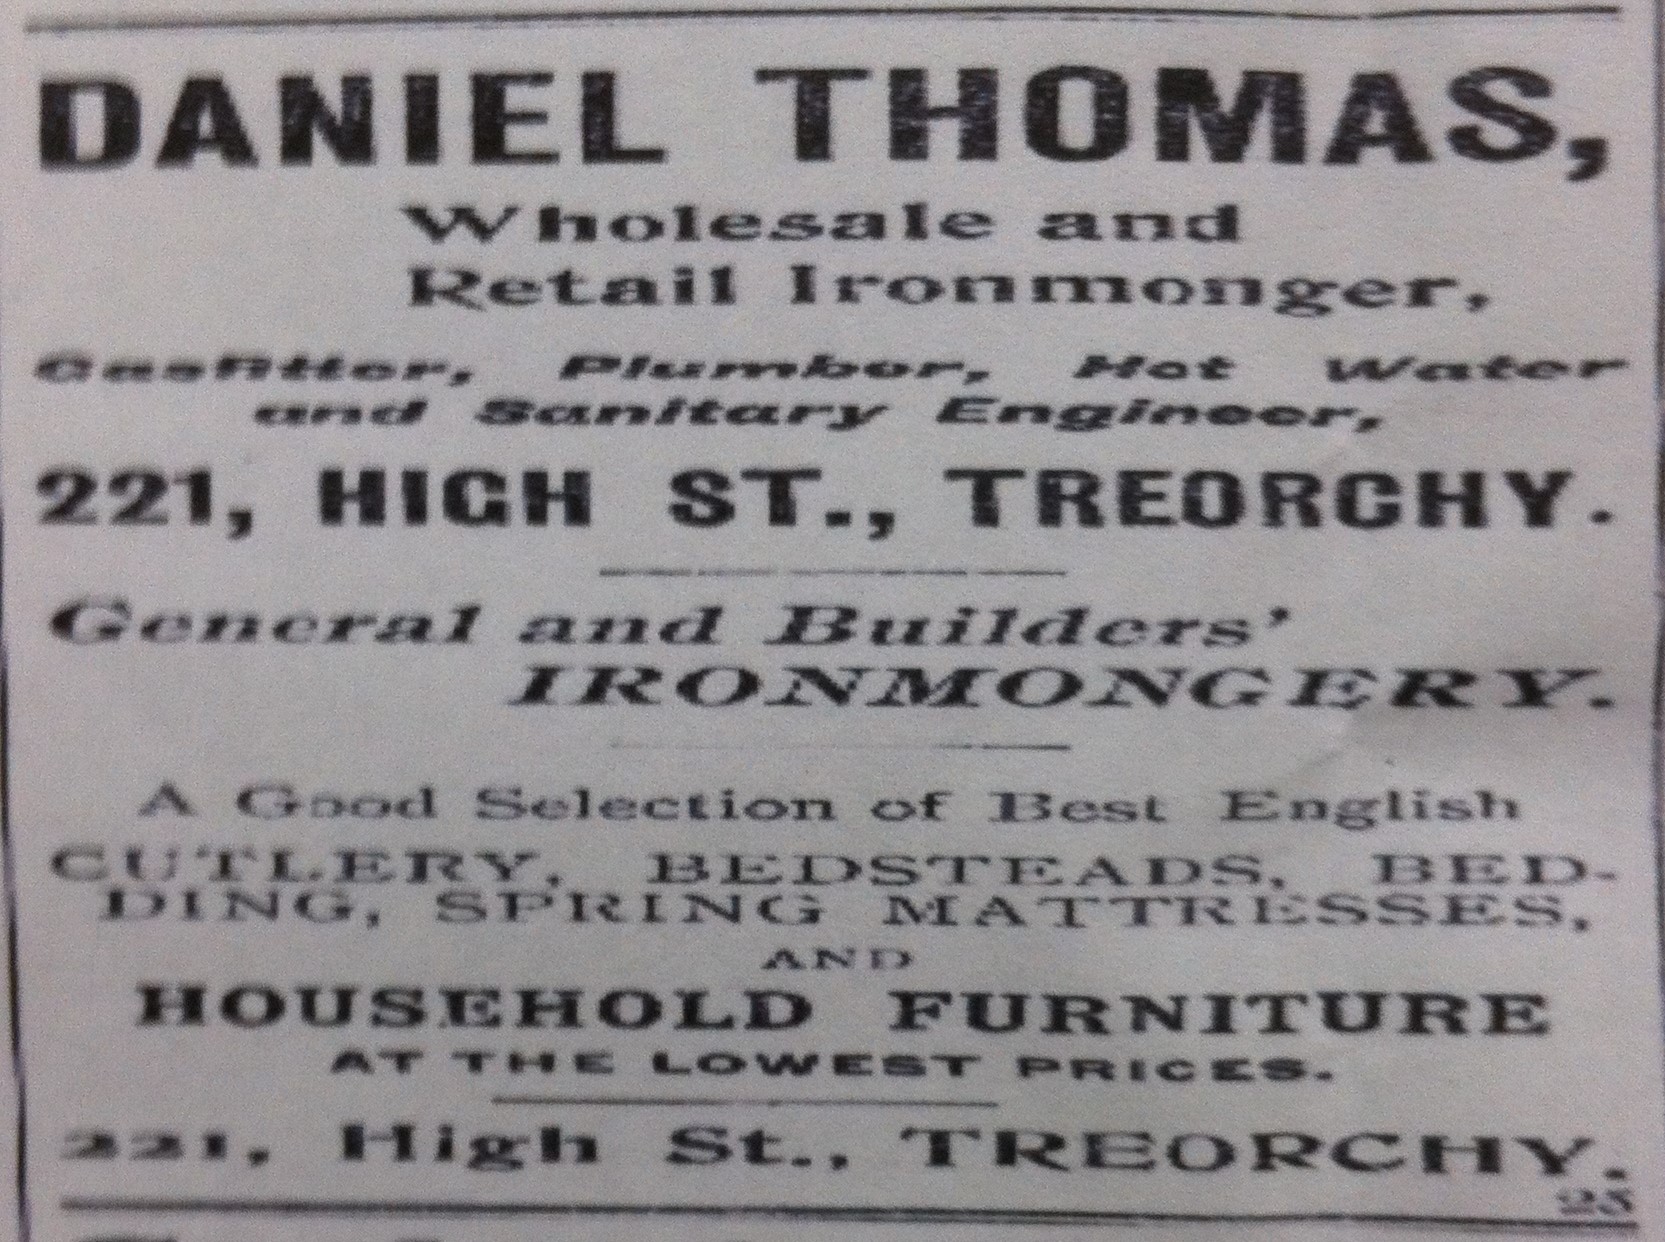 DANIEL THOMAS,
Wholesale and
Retail Ironmonger,
Gasfitter, Plumber, Hot Water
and Sanitary Engineer,
221, HIGH ST., TREORCHY.
General and Builders'
IRONMONGERY.
A Good Selection of Best English
CUTLERY, BEDSTEADS, BED-
DING, SPRING MATTRESSES,
AND
HOUSEHOLD FURNITURE
AT THE LOWEST PRICES.
221, High St., TREORCHY.
25